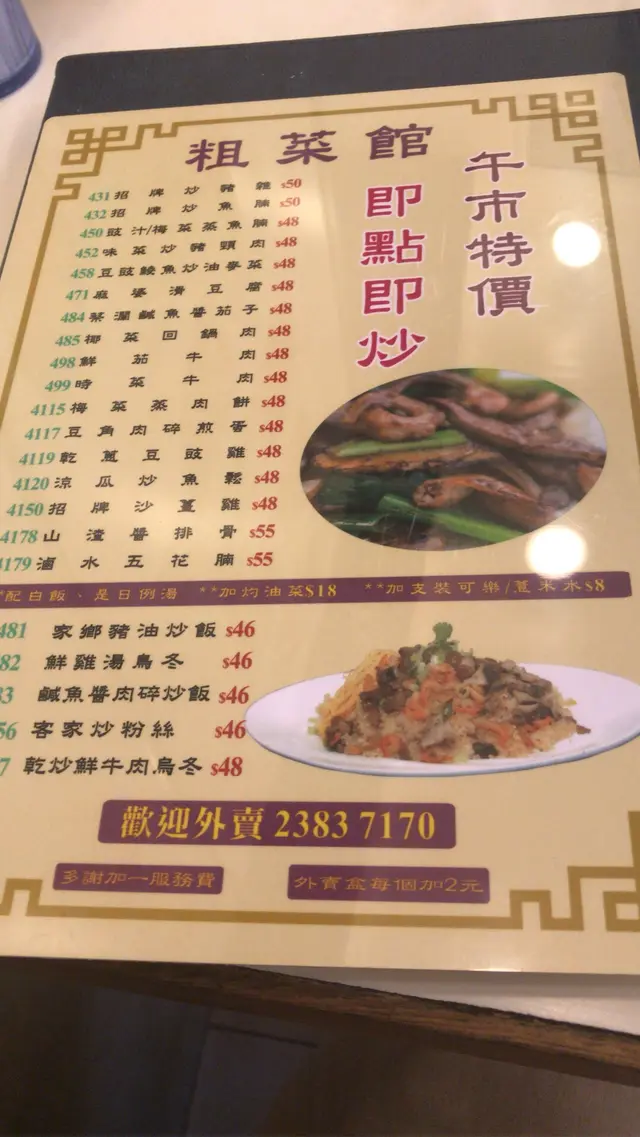 粗菜館
午市特價
即點即炒
431 招牌炒豬雜 $50
432 招牌炒魚腩 $50
450 豉汁/梅菜蒸魚腩 $48
452 味菜炒豬頸肉 $48
458 豆豉鯪魚炒油麥菜 $48
471 麻婆滑豆腐 $48
484 榮潤鹹魚醬茄子 $48
485 椰菜回鍋肉 $48
498 鮮茄牛肉 $48
499 時菜牛肉 $48
4115 梅菜蒸肉餅 $48
4117 豆角肉碎煎蛋 $48
4119 乾蔥豆豉雞 $48
4120 涼瓜炒魚鬆 $48
4150 招牌沙薑雞 $48
4178 山渣醬排骨 $55
4179 滷水五花腩 $55
*配白飯、是日例湯 **加灼油菜$18 **加支裝可樂/薏米水$8
481 家鄉豬油炒飯 $46
82 鮮雞湯烏冬 $46
3 鹹魚醬肉碎炒飯 $46
56 客家炒粉絲 $46
7 乾炒鮮牛肉烏冬 $48
歡迎外賣 2383 7170
多謝加一服務費
外賣盒每個加2元